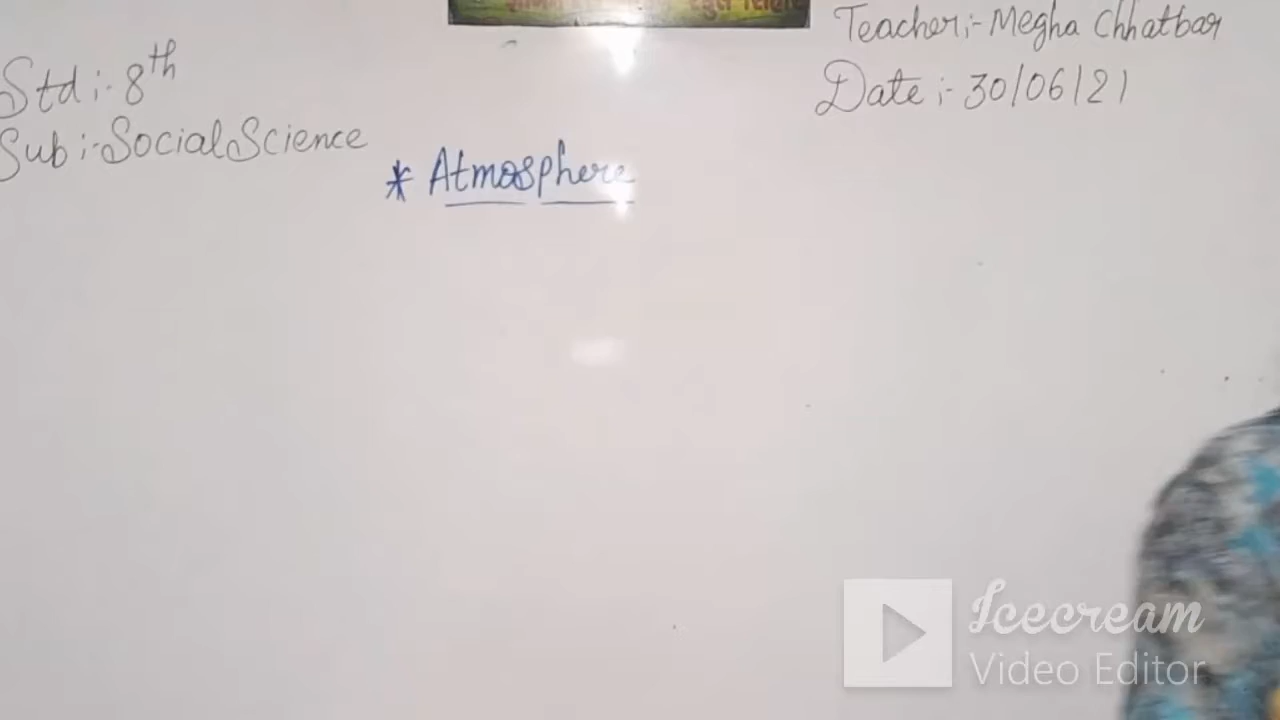 Teacher:- Megha Chhatbar
Std:- 8th
Date:- 30/06/21
Sub:- Social Science
* Atmosphere
Icecream
Video Editor